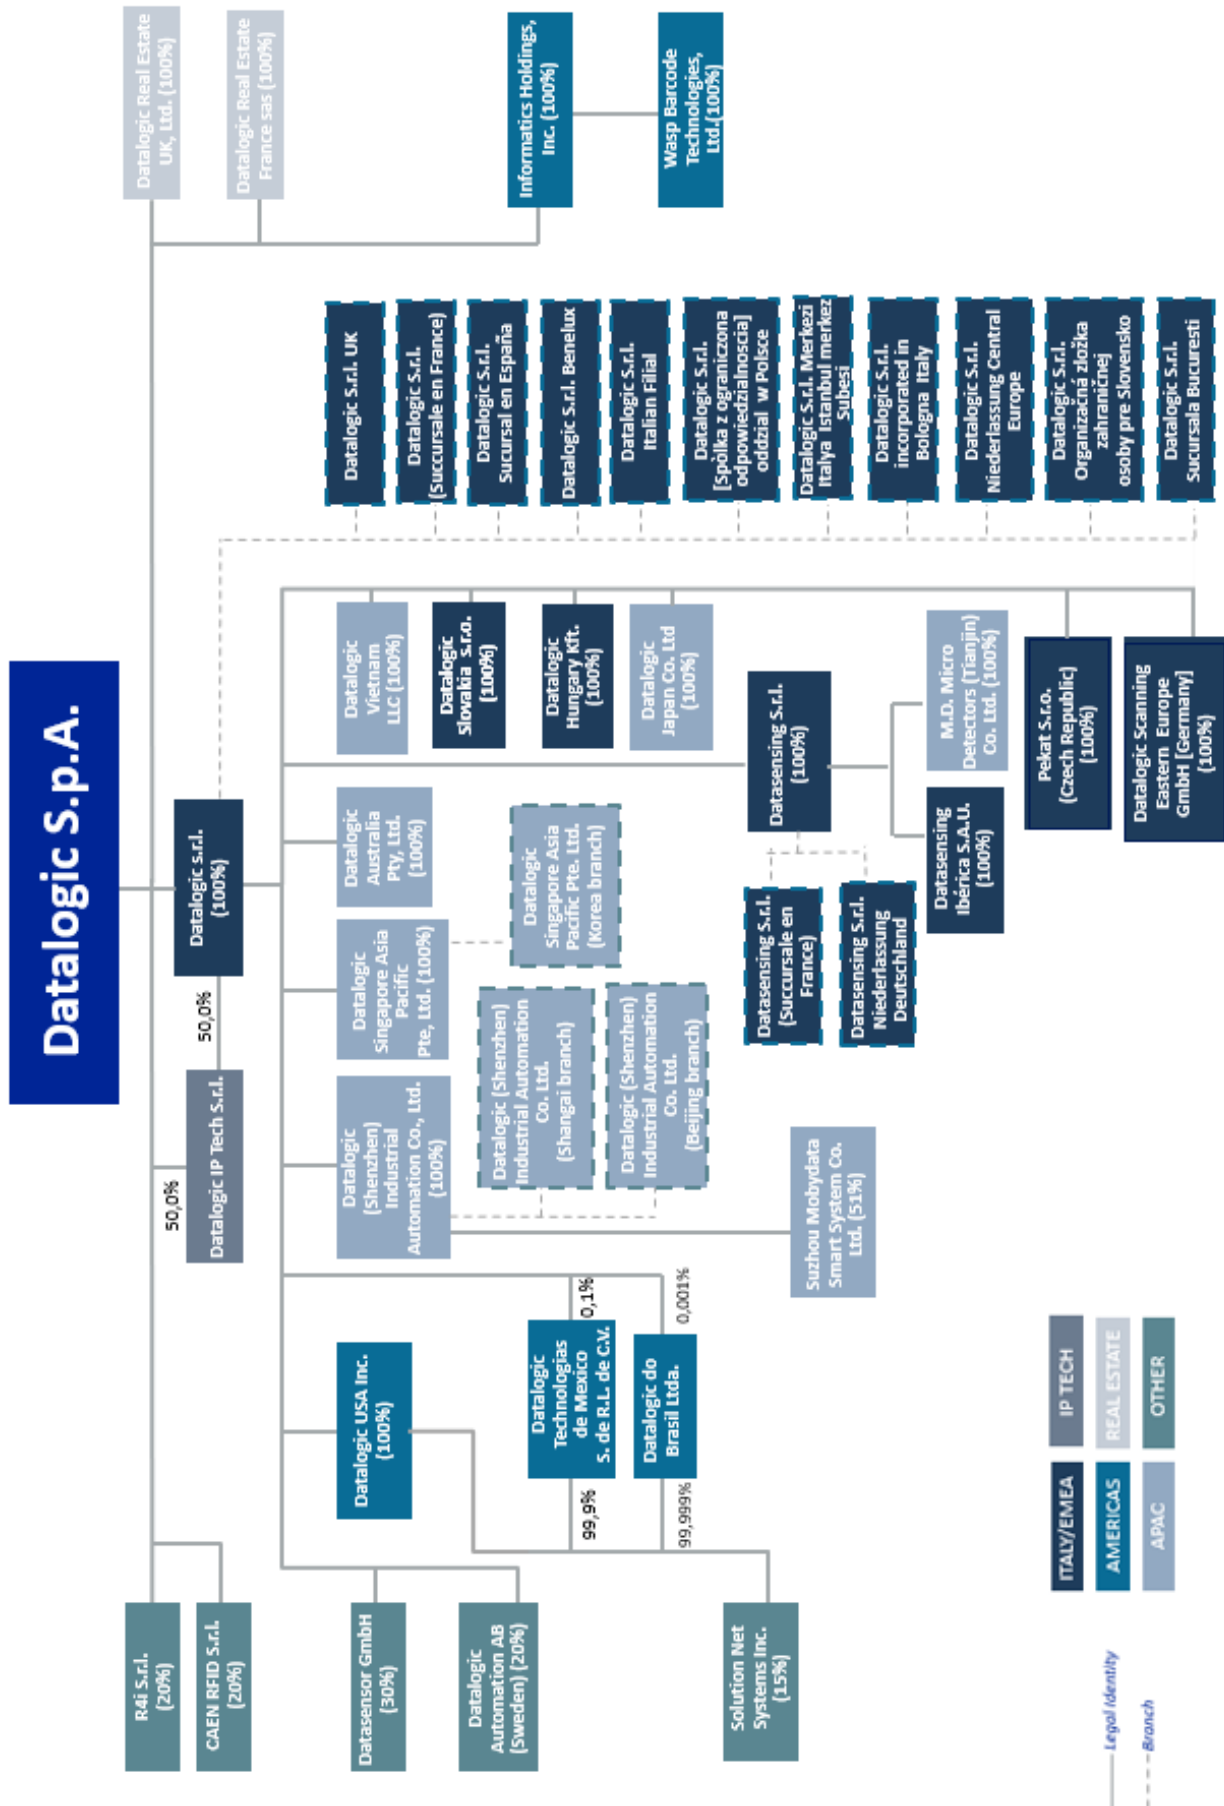 Datalogic S.p.A.
R4i S.r.l.
(20%)
CAEN RFID S.r.l.
(20%)
50,0%
Datalogic IP Tech S.r.l.
50,0%
Datalogic s.r.l.
(100%)
Datalogic Real Estate
UK, Ltd. (100%)
Datalogic Real Estate
France sas (100%)
Informatics Holdings,
Inc. (100%)
Wasp Barcode
Technologies,
Ltd.(100%)
Datasensor GmbH
(30%)
Datalogic
Automation AB
(Sweden) (20%)
Solution Net
Systems Inc.
(15%)
Datalogic USA Inc.
(100%)
99,9%
Datalogic
Technologias
de Mexico
S. de R.L. de C.V.
0,1%
99,999%
Datalogic do
Brasil Ltda.
0,001%
Datalogic
(Shenzhen)
Industrial
Automation Co., Ltd.
(100%)
Datalogic (Shenzhen)
Industrial Automation
Co. Ltd.
(Shangai branch)
Datalogic (Shenzhen)
Industrial Automation
Co. Ltd.
(Beijing branch)
Suzhou Mobydata
Smart System Co.
Ltd. (51%)
Datalogic
Singapore Asia
Pacific
Pte, Ltd. (100%)
Datalogic
Singapore Asia
Pacific Pte. Ltd.
(Korea branch)
Datalogic
Australia
Pty, Ltd.
(100%)
Datasensing S.r.l.
(100%)
Datasensing S.r.l.
(Succursale en
France)
Datasensing S.r.l.
Niederlassung
Deutschland
Datasensing
Ibérica S.A.U.
(100%)
M.D. Micro
Detectors (Tianjin)
Co. Ltd. (100%)
Datalogic
Vietnam
LLC (100%)
Datalogic
Slovakia s.r.o.
(100%)
Datalogic
Hungary Kft.
(100%)
Datalogic
Japan Co. Ltd
(100%)
Pekat S.r.o.
(Czech Republic)
(100%)
Datalogic Scanning
Eastern Europe
GmbH [Germany]
(100%)
Datalogic S.r.l. UK
Datalogic S.r.l.
(Succursale en France)
Datalogic S.r.l.
Sucursal en España
Datalogic S.r.l. Benelux
Datalogic S.r.l.
Italian Filial
Datalogic S.r.l.
[Spòlka z ograniczona
odpowiedzialnoscia]
oddzial w Polsce
Datalogic S.r.l. Merkezi
Italya Istanbul merkez
Subesi
Datalogic S.r.l.
incorporated in
Bologna Italy
Datalogic S.r.l.
Niederlassung Central
Europe
Datalogic S.r.l.
Organizačná zložka
zahraničnej
osoby pre Slovensko
Datalogic S.r.l.
Sucursala Bucuresti
Legal Identity
Branch
ITALY/EMEA
IP TECH
AMERICAS
REAL ESTATE
APAC
OTHER